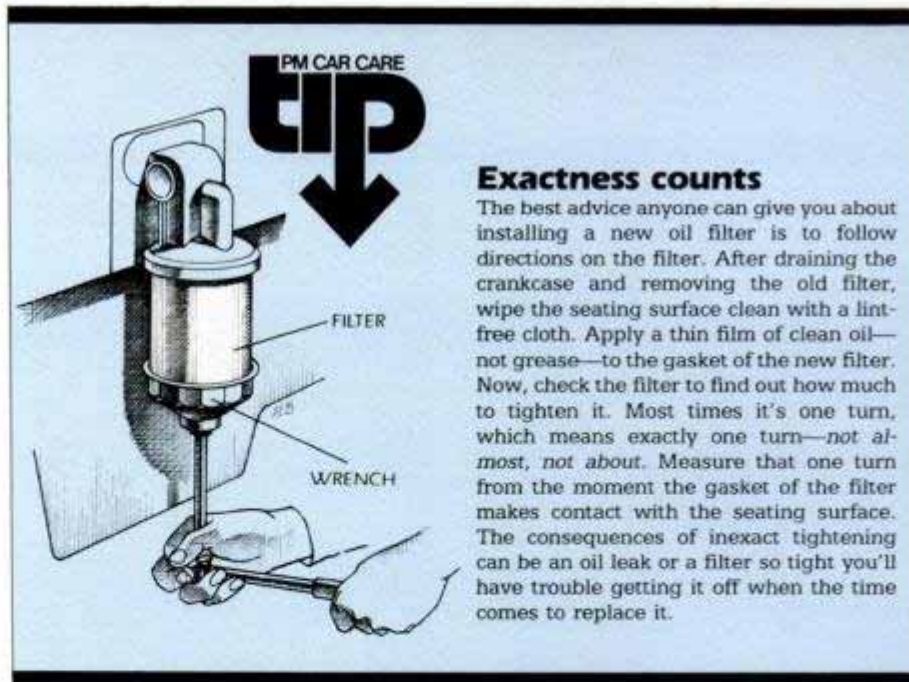 PM CAR CARE
tip
Exactness counts
The best advice anyone can give you about
installing a new oil filter is to follow
directions on the filter. After draining the
crankcase and removing the old filter,
wipe the seating surface clean with a lint-
free cloth. Apply a thin film of clean oil—
not grease—to the gasket of the new filter.
Now, check the filter to find out how much
to tighten it. Most times it's one turn,
which means exactly one turn—not al-
most, not about. Measure that one turn
from the moment the gasket of the filter
makes contact with the seating surface.
The consequences of inexact tightening
can be an oil leak or a filter so tight you'll
have trouble getting it off when the time
comes to replace it.
FILTER
WRENCH